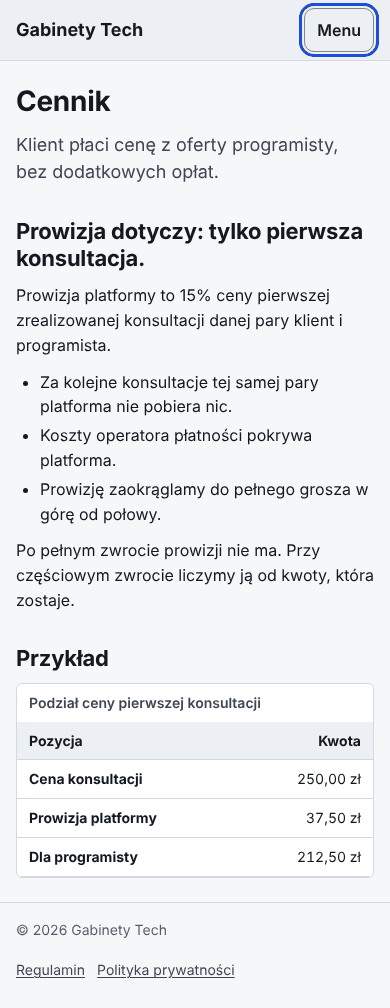 Gabinety Tech
Menu
Cennik
Klient płaci cenę z oferty programisty,
bez dodatkowych opłat.
Prowizja dotyczy: tylko pierwsza
konsultacja.
Prowizja platformy to 15% ceny pierwszej
zrealizowanej konsultacji danej pary klient i
programista.
• Za kolejne konsultacje tej samej pary
platforma nie pobiera nic.
• Koszty operatora płatności pokrywa
platforma.
• Prowizję zaokrąglamy do pełnego grosza w
górę od połowy.
Po pełnym zwrocie prowizji nie ma. Przy
częściowym zwrocie liczymy ją od kwoty, która
zostaje.
Przykład
Podział ceny pierwszej konsultacji
Pozycja Kwota
Cena konsultacji 250,00 zł
Prowizja platformy 37,50 zł
Dla programisty 212,50 zł
© 2026 Gabinety Tech
Regulamin Polityka prywatności